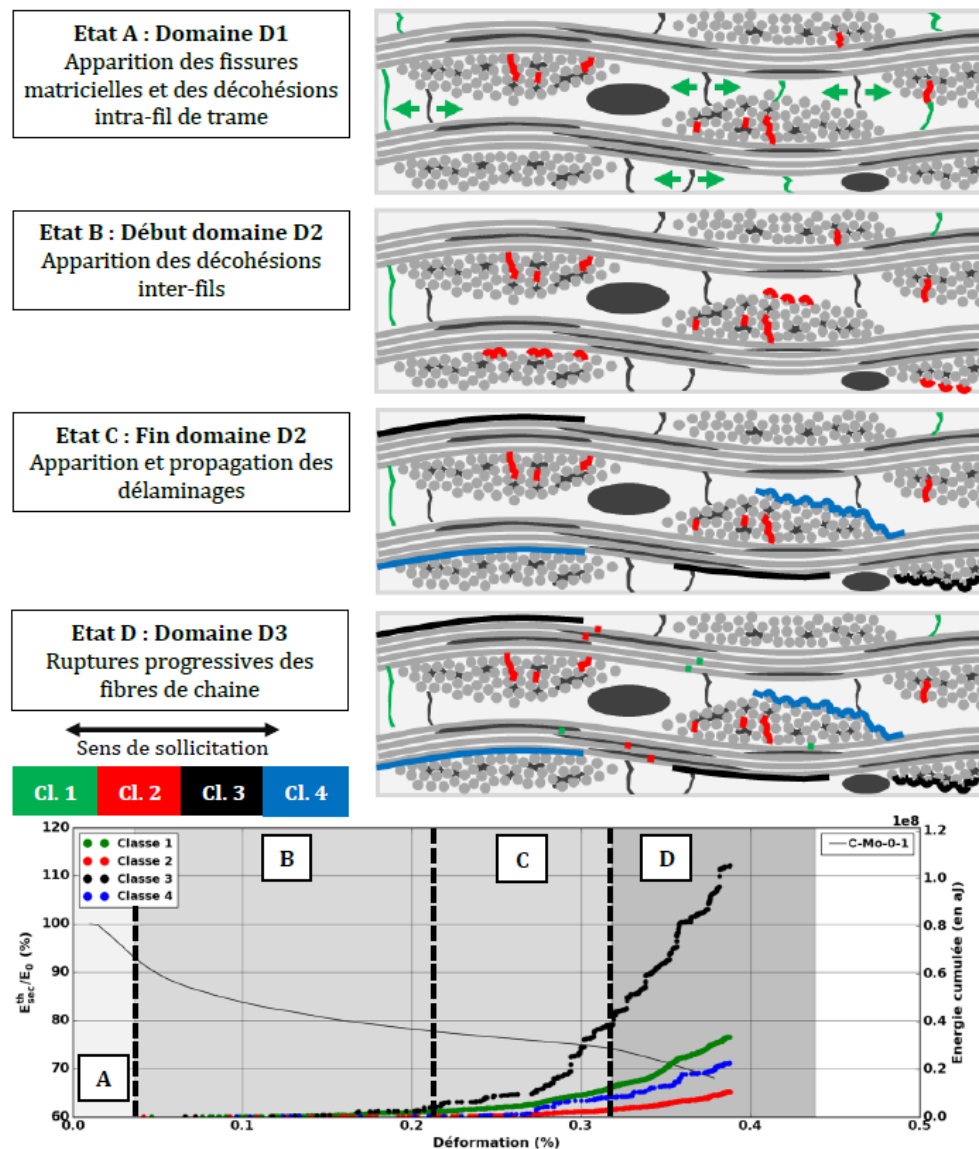 Etat A : Domaine D1
Apparition des fissures
matricielles et des décohésions
intra-fil de trame
Etat B : Début domaine D2
Apparition des décohésions
inter-fils
Etat C : Fin domaine D2
Apparition et propagation des
délaminages
Etat D : Domaine D3
Ruptures progressives des
fibres de chaine
Sens de sollicitation
Cl. 1 Cl. 2 Cl. 3 Cl. 4
1e8
120 1.2
Classe 1
Classe 2
Classe 3
Classe 4
B C D
C-Mo-0-1
110 1.0
100 0.8
90 0.6
80 0.4
70 0.2
60 0.0
A
E^th_sec/E_0 (%)
Energie cumulée (en aJ)
0.0 0.1 0.2 0.3 0.4 0.5
Déformation (%)